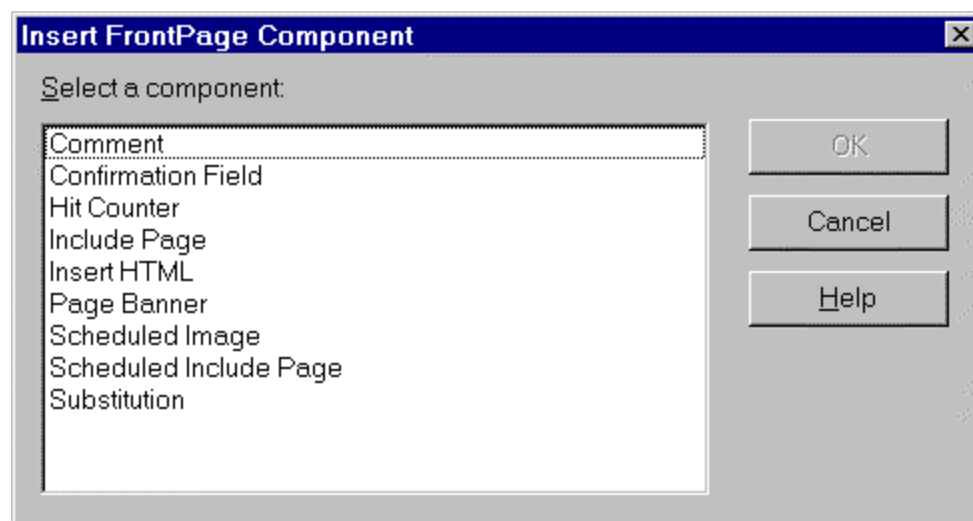 Insert FrontPage Component
Select a component:
Comment
Confirmation Field
Hit Counter
Include Page
Insert HTML
Page Banner
Scheduled Image
Scheduled Include Page
Substitution
OK
Cancel
Help